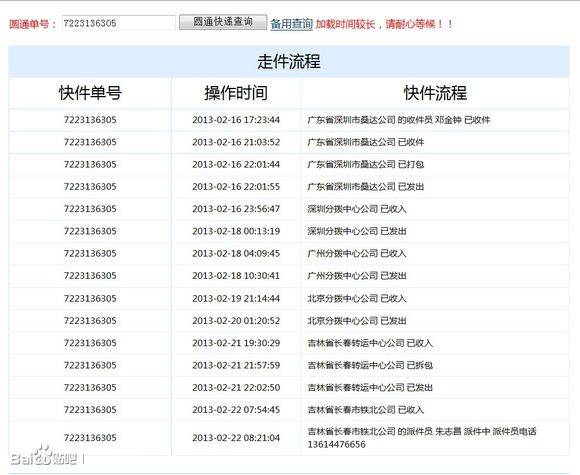 圆通单号： 7223136305 圆通快递查询 备用查询 加载时间较长，请耐心等候！！
走件流程
快件单号 操作时间 快件流程
7223136305 2013-02-16 17:23:44 广东省深圳市桑达公司 的收件员 邓金钟 已收件
7223136305 2013-02-16 21:03:52 广东省深圳市桑达公司 已收件
7223136305 2013-02-16 22:01:44 广东省深圳市桑达公司 已打包
7223136305 2013-02-16 22:01:55 广东省深圳市桑达公司 已发出
7223136305 2013-02-16 23:56:47 深圳分拨中心公司 已收入
7223136305 2013-02-18 00:13:19 深圳分拨中心公司 已发出
7223136305 2013-02-18 04:09:45 广州分拨中心公司 已收入
7223136305 2013-02-18 10:30:41 广州分拨中心公司 已发出
7223136305 2013-02-19 21:14:44 北京分拨中心公司 已收入
7223136305 2013-02-20 01:20:52 北京分拨中心公司 已发出
7223136305 2013-02-21 19:30:29 吉林省长春转运中心公司 已收入
7223136305 2013-02-21 21:57:59 吉林省长春转运中心公司 已拆包
7223136305 2013-02-21 22:02:50 吉林省长春转运中心公司 已发出
7223136305 2013-02-22 07:54:45 吉林省长春市铁北公司 已收入
7223136305 2013-02-22 08:21:04 吉林省长春市铁北公司 的派件员 朱志昌 派件中 派件员电话
13614476656
Bai 贴吧